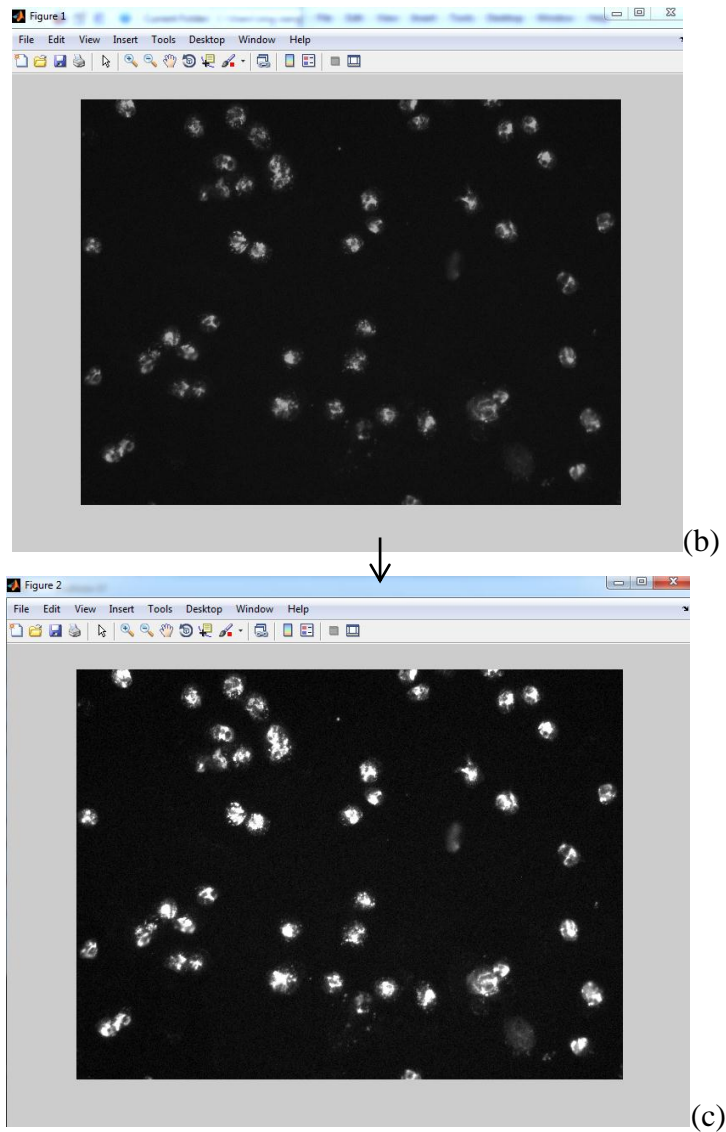 Figure 1
File Edit View Insert Tools Desktop Window Help
(b)
Figure 2
File Edit View Insert Tools Desktop Window Help
(c)